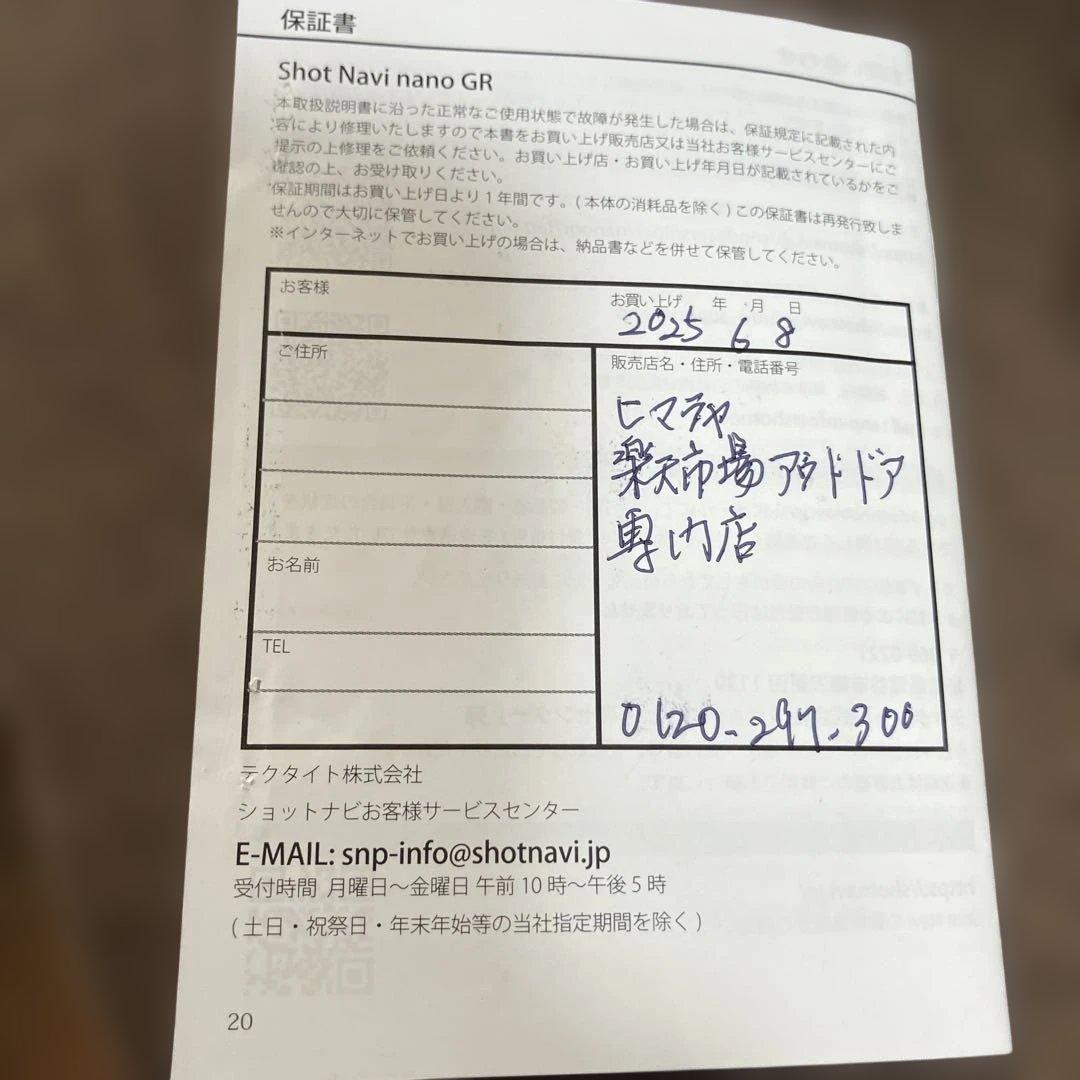 保証書
Shot Navi nano GR
本取扱説明書に沿った正常なご使用状態で故障が発生した場合は、保証規定に記載された内
容により修理いたしますので本書をお買い上げ販売店又は当社お客様サービスセンターにご
提示の上修理をご依頼ください。お買い上げ店・お買い上げ年月日が記載されているかをご
確認の上、お受け取りください。
保証期間はお買い上げ日より1年間です。(本体の消耗品を除く)この保証書は再発行致しま
せんので大切に保管してください。
※インターネットでお買い上げの場合は、納品書などを併せて保管してください。
お客様
お買い上げ 年 月 日
2025 6 8
ご住所
販売店名・住所・電話番号
ヒマラヤ
楽天市場アウドドア
専門店
お名前
TEL
0120-297-300
テクタイト株式会社
ショットナビお客様サービスセンター
E-MAIL: snp-info@shotnavi.jp
受付時間 月曜日～金曜日 午前10時～午後5時
(土日・祝祭日・年末年始等の当社指定期間を除く)
20